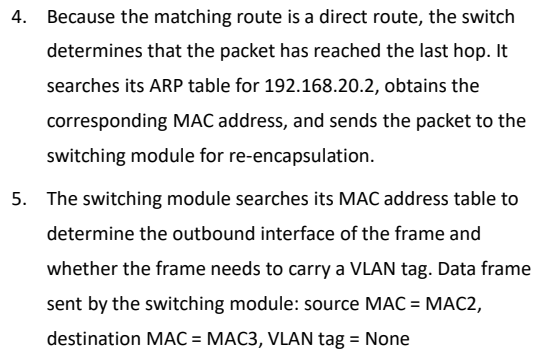 4. Because the matching route is a direct route, the switch
determines that the packet has reached the last hop. It
searches its ARP table for 192.168.20.2, obtains the
corresponding MAC address, and sends the packet to the
switching module for re-encapsulation.
5. The switching module searches its MAC address table to
determine the outbound interface of the frame and
whether the frame needs to carry a VLAN tag. Data frame
sent by the switching module: source MAC = MAC2,
destination MAC = MAC3, VLAN tag = None